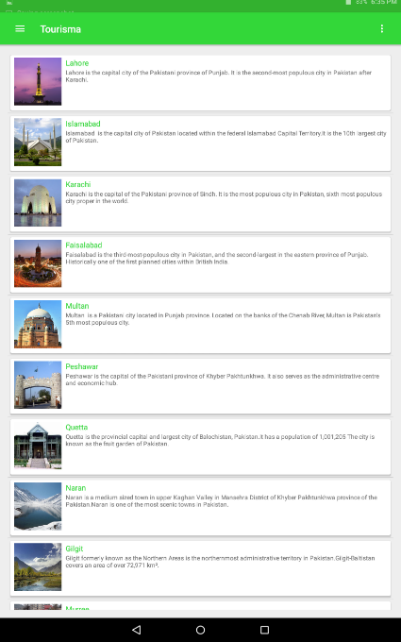 6:35 PM
Tourisma
Lahore
Lahore is the capital city of the Pakistani province of Punjab. It is the second-most populous city in Pakistan after
Karachi.
Islamabad
Islamabad is the capital city of Pakistan located within the federal Islamabad Capital Territory.It is the 10th largest city
of Pakistan.
Karachi
Karachi is the capital of the Pakistani province of Sindh. It is the most populous city in Pakistan, sixth most populous
city proper in the world.
Faisalabad
Faisalabad is the third-most-populous city in Pakistan, and the second-largest in the eastern province of Punjab.
Historically one of the first planned cities within British India.
Multan
Multan is a Pakistani city located in Punjab province. Located on the banks of the Chenab River, Multan is Pakistan's
5th most populous city.
Peshawar
Peshawar is the capital of the Pakistani province of Khyber Pakhtunkhwa. It also serves as the administrative centre
and economic hub.
Quetta
Quetta is the provincial capital and largest city of Balochistan, Pakistan.It has a population of 1,001,205 The city is
known as the fruit garden of Pakistan.
Naran
Naran is a medium sized town in upper Kaghan Valley in Mansehra District of Khyber Pakhtunkhwa province of the
Pakistan.Naran is one of the most scenic towns in Pakistan.
Gilgit
Gilgit formerly known as the Northern Areas is the northernmost administrative territory in Pakistan.Gilgit-Baltistan
covers an area of over 72,971 km².
Murree